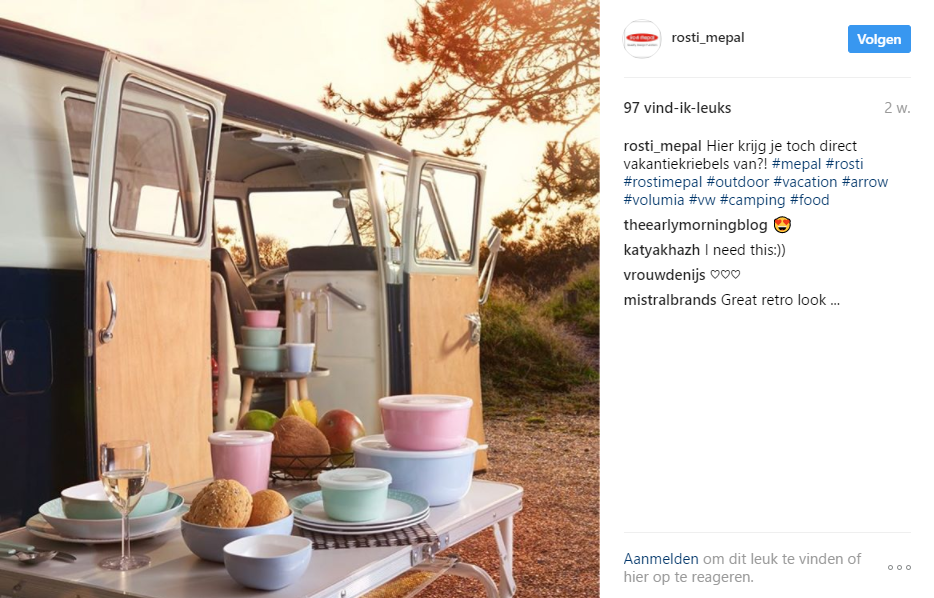 rosti_mepal
Volgen
97 vind-ik-leuks
2 w.
rosti_mepal Hier krijg je toch direct
vakantiekriebels van?! #mepal #rosti
#rostimepal #outdoor #vacation #arrow
#volumia #vw #camping #food
theearlymorningblog 😍
katyakhazh I need this:))
vrouwdenijs ♡♡♡
mistralbrands Great retro look ...
Aanmelden om dit leuk te vinden of
hier op te reageren.